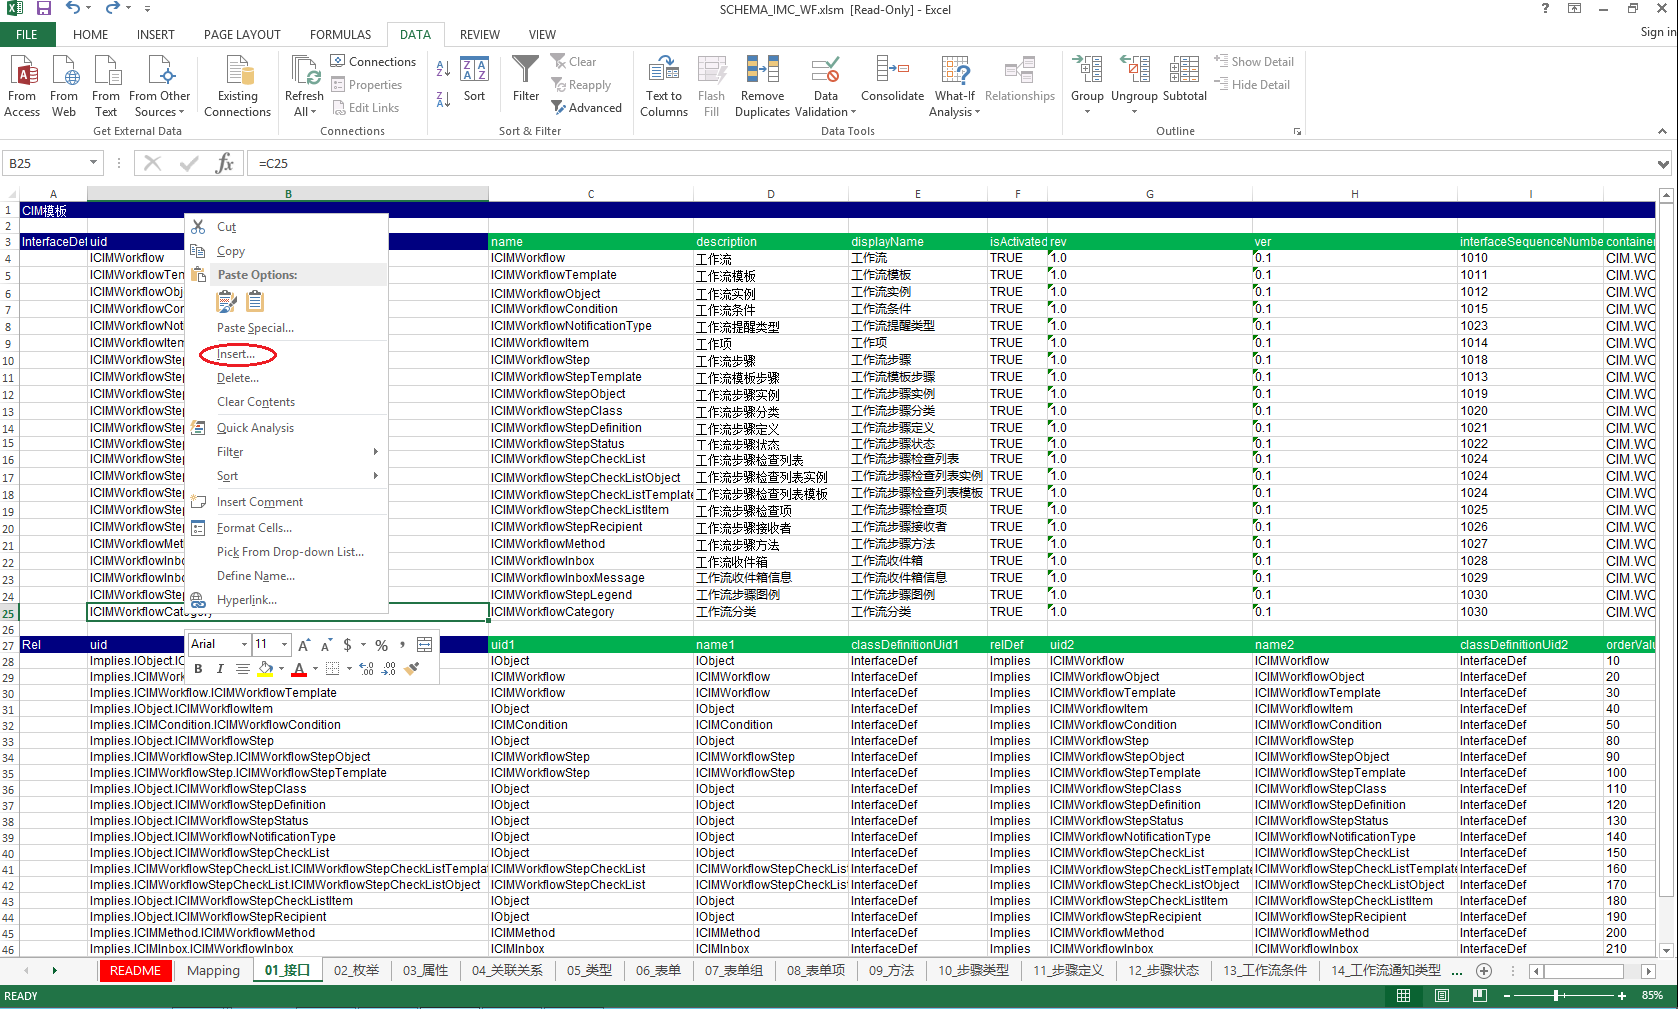 SCHEMA_IMC_WF.xlsm [Read-Only] - Excel
FILE HOME INSERT PAGE LAYOUT FORMULAS DATA REVIEW VIEW Sign in
From Access From Web From Text From Other Sources Existing Connections Refresh All Connections Properties Edit Links Sort Filter Clear Reapply Advanced Text to Columns Flash Fill Remove Duplicates Data Validation Consolidate What-If Analysis Relationships Group Ungroup Subtotal Show Detail Hide Detail
Get External Data Connections Sort & Filter Data Tools Outline
B25 fx =C25
A B C D E F G H I
1 CIM模板
2
3 InterfaceDef uid name description displayName isActivated rev ver interfaceSequenceNumbe container
4 ICIMWorkflow ICIMWorkflow 工作流 工作流 TRUE 1.0 0.1 1010 CIM.WO
5 ICIMWorkflowTem ICIMWorkflowTemplate 工作流模板 工作流模板 TRUE 1.0 0.1 1011 CIM.WO
6 ICIMWorkflowObj ICIMWorkflowObject 工作流实例 工作流实例 TRUE 1.0 0.1 1012 CIM.WO
7 ICIMWorkflowCon ICIMWorkflowCondition 工作流条件 工作流条件 TRUE 1.0 0.1 1015 CIM.WO
8 ICIMWorkflowNot ICIMWorkflowNotificationType 工作流提醒类型 工作流提醒类型 TRUE 1.0 0.1 1023 CIM.WO
9 ICIMWorkflowItem ICIMWorkflowItem 工作项 工作项 TRUE 1.0 0.1 1014 CIM.WO
10 ICIMWorkflowStep ICIMWorkflowStep 工作流步骤 工作流步骤 TRUE 1.0 0.1 1018 CIM.WO
11 ICIMWorkflowStep ICIMWorkflowStepTemplate 工作流模板步骤 工作流模板步骤 TRUE 1.0 0.1 1013 CIM.WO
12 ICIMWorkflowStep ICIMWorkflowStepObject 工作流步骤实例 工作流步骤实例 TRUE 1.0 0.1 1019 CIM.WO
13 ICIMWorkflowStep ICIMWorkflowStepClass 工作流步骤分类 工作流步骤分类 TRUE 1.0 0.1 1020 CIM.WO
14 ICIMWorkflowStep ICIMWorkflowStepDefinition 工作流步骤定义 工作流步骤定义 TRUE 1.0 0.1 1021 CIM.WO
15 ICIMWorkflowStep ICIMWorkflowStepStatus 工作流步骤状态 工作流步骤状态 TRUE 1.0 0.1 1022 CIM.WO
16 ICIMWorkflowStep ICIMWorkflowStepCheckList 工作流步骤检查列表 工作流步骤检查列表 TRUE 1.0 0.1 1024 CIM.WO
17 ICIMWorkflowStep ICIMWorkflowStepCheckListObject 工作流步骤检查列表实例 工作流步骤检查列表实例 TRUE 1.0 0.1 1024 CIM.WO
18 ICIMWorkflowStep ICIMWorkflowStepCheckListTemplate 工作流步骤检查列表模板 工作流步骤检查列表模板 TRUE 1.0 0.1 1024 CIM.WO
19 ICIMWorkflowStep ICIMWorkflowStepCheckListItem 工作流步骤检查项 工作流步骤检查项 TRUE 1.0 0.1 1025 CIM.WO
20 ICIMWorkflowStep ICIMWorkflowStepRecipient 工作流步骤接收者 工作流步骤接收者 TRUE 1.0 0.1 1026 CIM.WO
21 ICIMWorkflowMet ICIMWorkflowMethod 工作流步骤方法 工作流步骤方法 TRUE 1.0 0.1 1027 CIM.WO
22 ICIMWorkflowInbo ICIMWorkflowInbox 工作流收件箱 工作流收件箱 TRUE 1.0 0.1 1028 CIM.WO
23 ICIMWorkflowInbo ICIMWorkflowInboxMessage 工作流收件箱信息 工作流收件箱信息 TRUE 1.0 0.1 1029 CIM.WO
24 ICIMWorkflowStep ICIMWorkflowStepLegend 工作流步骤图例 工作流步骤图例 TRUE 1.0 0.1 1030 CIM.WO
25 ICIMWorkflowCategory ICIMWorkflowCategory 工作流分类 工作流分类 TRUE 1.0 0.1 1030 CIM.WO
26
Cut
Copy
Paste Options:
Paste Special...
Insert...
Delete...
Clear Contents
Quick Analysis
Filter
Sort
Insert Comment
Format Cells...
Pick From Drop-down List...
Define Name...
Hyperlink...
Arial 11 A A $ % ,
B I A .00 .00
27 Rel uid uid1 name1 classDefinitionUid1 relDef uid2 name2 classDefinitionUid2 orderValu
28 Implies.IObject.IC IObject IObject InterfaceDef Implies ICIMWorkflow ICIMWorkflow InterfaceDef 10
29 Implies.ICIMWork ICIMWorkflow ICIMWorkflow InterfaceDef Implies ICIMWorkflowObject ICIMWorkflowObject InterfaceDef 20
30 Implies.ICIMWorkflow.ICIMWorkflowTemplate ICIMWorkflow ICIMWorkflow InterfaceDef Implies ICIMWorkflowTemplate ICIMWorkflowTemplate InterfaceDef 30
31 Implies.IObject.ICIMWorkflowItem IObject IObject InterfaceDef Implies ICIMWorkflowItem ICIMWorkflowItem InterfaceDef 40
32 Implies.ICIMCondition.ICIMWorkflowCondition ICIMCondition ICIMCondition InterfaceDef Implies ICIMWorkflowCondition ICIMWorkflowCondition InterfaceDef 50
33 Implies.IObject.ICIMWorkflowStep IObject IObject InterfaceDef Implies ICIMWorkflowStep ICIMWorkflowStep InterfaceDef 80
34 Implies.ICIMWorkflowStep.ICIMWorkflowStepObject ICIMWorkflowStep ICIMWorkflowStep InterfaceDef Implies ICIMWorkflowStepObject ICIMWorkflowStepObject InterfaceDef 90
35 Implies.ICIMWorkflowStep.ICIMWorkflowStepTemplate ICIMWorkflowStep ICIMWorkflowStep InterfaceDef Implies ICIMWorkflowStepTemplate ICIMWorkflowStepTemplate InterfaceDef 100
36 Implies.IObject.ICIMWorkflowStepClass IObject IObject InterfaceDef Implies ICIMWorkflowStepClass ICIMWorkflowStepClass InterfaceDef 110
37 Implies.IObject.ICIMWorkflowStepDefinition IObject IObject InterfaceDef Implies ICIMWorkflowStepDefinition ICIMWorkflowStepDefinition InterfaceDef 120
38 Implies.IObject.ICIMWorkflowStepStatus IObject IObject InterfaceDef Implies ICIMWorkflowStepStatus ICIMWorkflowStepStatus InterfaceDef 130
39 Implies.IObject.ICIMWorkflowNotificationType IObject IObject InterfaceDef Implies ICIMWorkflowNotificationType ICIMWorkflowNotificationType InterfaceDef 140
40 Implies.IObject.ICIMWorkflowStepCheckList IObject IObject InterfaceDef Implies ICIMWorkflowStepCheckList ICIMWorkflowStepCheckList InterfaceDef 150
41 Implies.ICIMWorkflowStepCheckList.ICIMWorkflowStepCheckListTemplat ICIMWorkflowStepCheckList ICIMWorkflowStepCheckLis InterfaceDef Implies ICIMWorkflowStepCheckListTemplate ICIMWorkflowStepCheckListTemplate InterfaceDef 160
42 Implies.ICIMWorkflowStepCheckList.ICIMWorkflowStepCheckListObject ICIMWorkflowStepCheckList ICIMWorkflowStepCheckLis InterfaceDef Implies ICIMWorkflowStepCheckListObject ICIMWorkflowStepCheckListObject InterfaceDef 170
43 Implies.IObject.ICIMWorkflowStepCheckListItem IObject IObject InterfaceDef Implies ICIMWorkflowStepCheckListItem ICIMWorkflowStepCheckListItem InterfaceDef 180
44 Implies.IObject.ICIMWorkflowStepRecipient IObject IObject InterfaceDef Implies ICIMWorkflowStepRecipient ICIMWorkflowStepRecipient InterfaceDef 190
45 Implies.ICIMMethod.ICIMWorkflowMethod ICIMMethod ICIMMethod InterfaceDef Implies ICIMWorkflowMethod ICIMWorkflowMethod InterfaceDef 200
46 Implies.ICIMInbox.ICIMWorkflowInbox ICIMInbox ICIMInbox InterfaceDef Implies ICIMWorkflowInbox ICIMWorkflowInbox InterfaceDef 210
README Mapping 01_接口 02_枚举 03_属性 04_关联关系 05_类型 06_表单 07_表单组 08_表单项 09_方法 10_步骤类型 11_步骤定义 12_步骤状态 13_工作流条件 14_工作流通知类型 ...
READY 85%